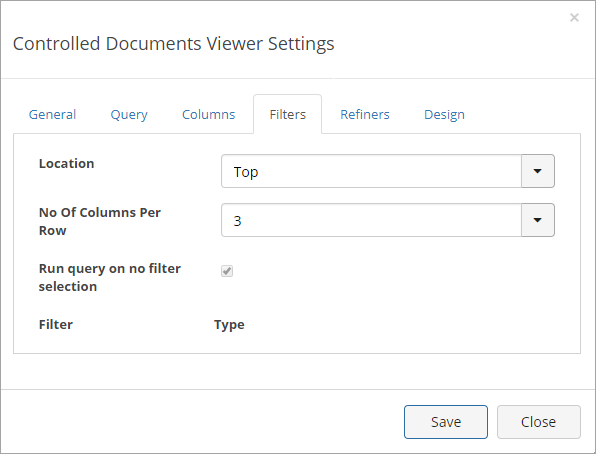 ×
Controlled Documents Viewer Settings
General Query Columns Filters Refiners Design
Location
Top
No Of Columns Per
Row
3
Run query on no filter
selection
Filter Type
Save Close